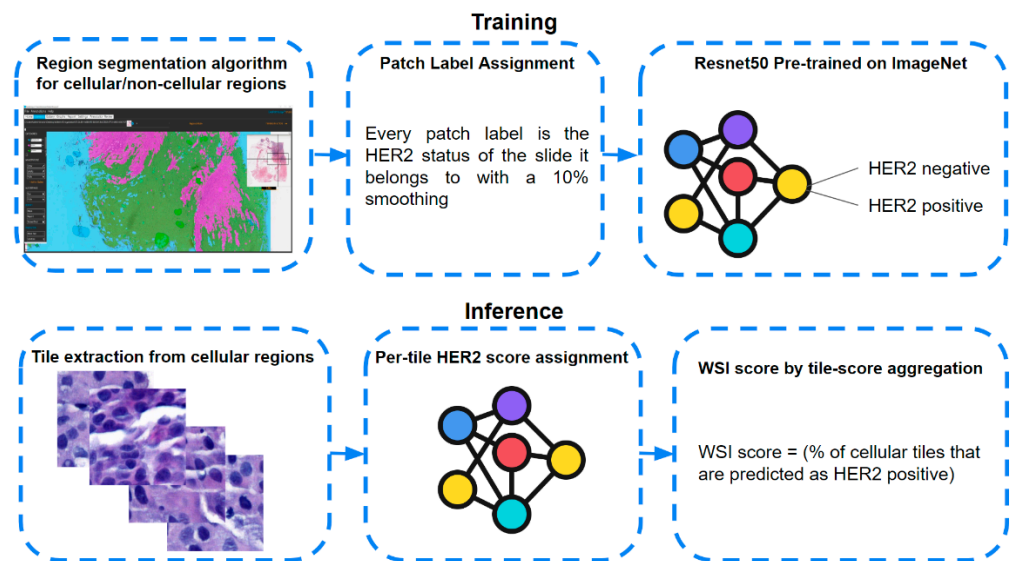 Training
Region segmentation algorithm
for cellular/non-cellular regions
Patch Label Assignment
Every patch label is the
HER2 status of the slide it
belongs to with a 10%
smoothing
Resnet50 Pre-trained on ImageNet
HER2 negative
HER2 positive
Inference
Tile extraction from cellular regions
Per-tile HER2 score assignment
WSI score by tile-score aggregation
WSI score = (% of cellular tiles that
are predicted as HER2 positive)